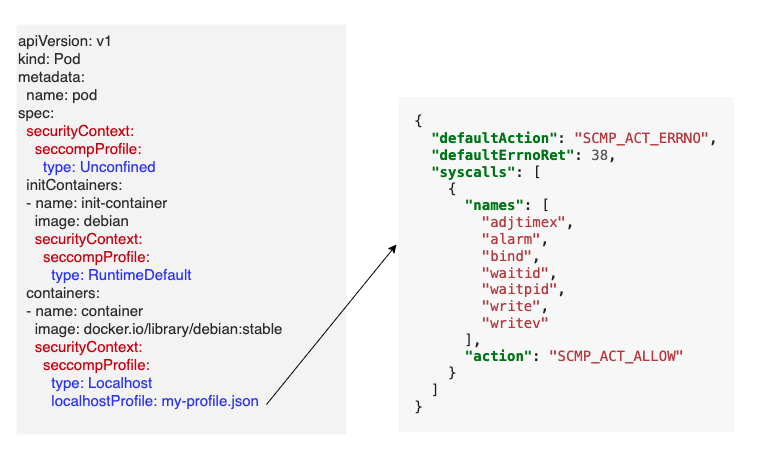 apiVersion: v1
kind: Pod
metadata:
  name: pod
spec:
  securityContext:
    seccompProfile:
      type: Unconfined
  initContainers:
  - name: init-container
    image: debian
    securityContext:
      seccompProfile:
        type: RuntimeDefault
  containers:
  - name: container
    image: docker.io/library/debian:stable
    securityContext:
      seccompProfile:
        type: Localhost
        localhostProfile: my-profile.json
{
  "defaultAction": "SCMP_ACT_ERRNO",
  "defaultErrnoRet": 38,
  "syscalls": [
    {
      "names": [
        "adjtimex",
        "alarm",
        "bind",
        "waitid",
        "waitpid",
        "write",
        "writev"
      ],
      "action": "SCMP_ACT_ALLOW"
    }
  ]
}